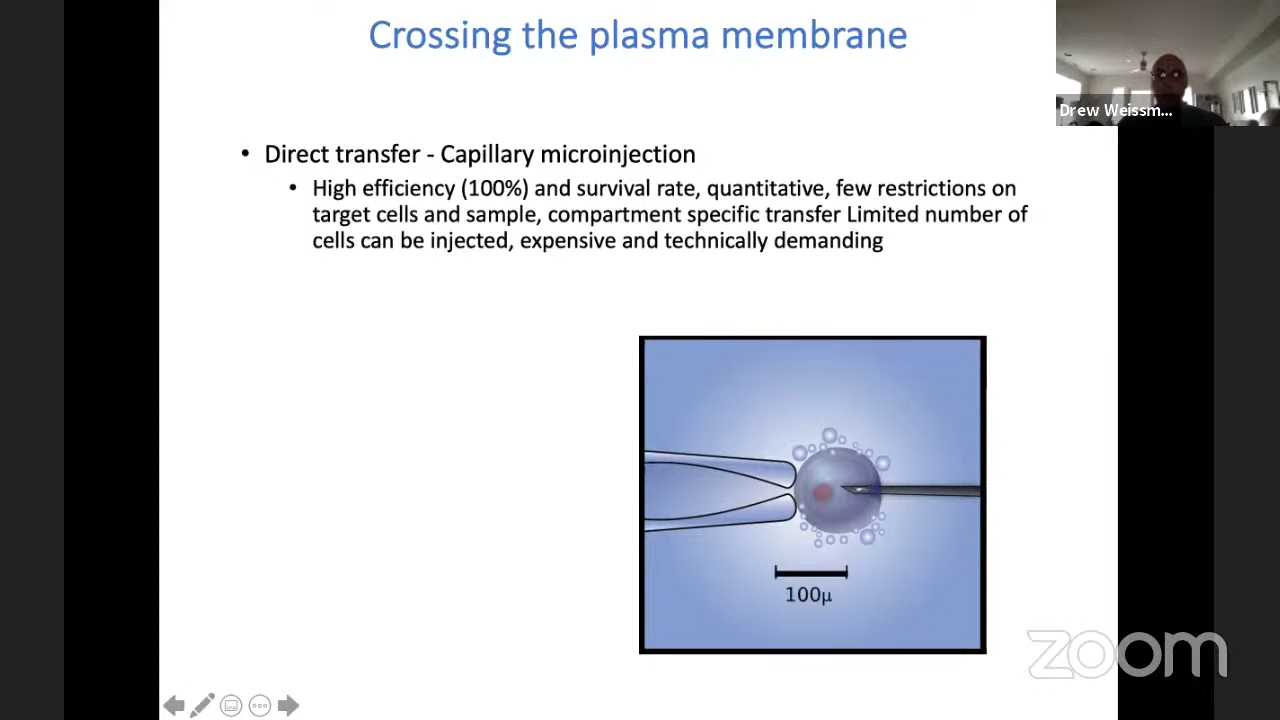 Crossing the plasma membrane
Drew Weissm...
• Direct transfer - Capillary microinjection
• High efficiency (100%) and survival rate, quantitative, few restrictions on
target cells and sample, compartment specific transfer Limited number of
cells can be injected, expensive and technically demanding
100μ
zoom